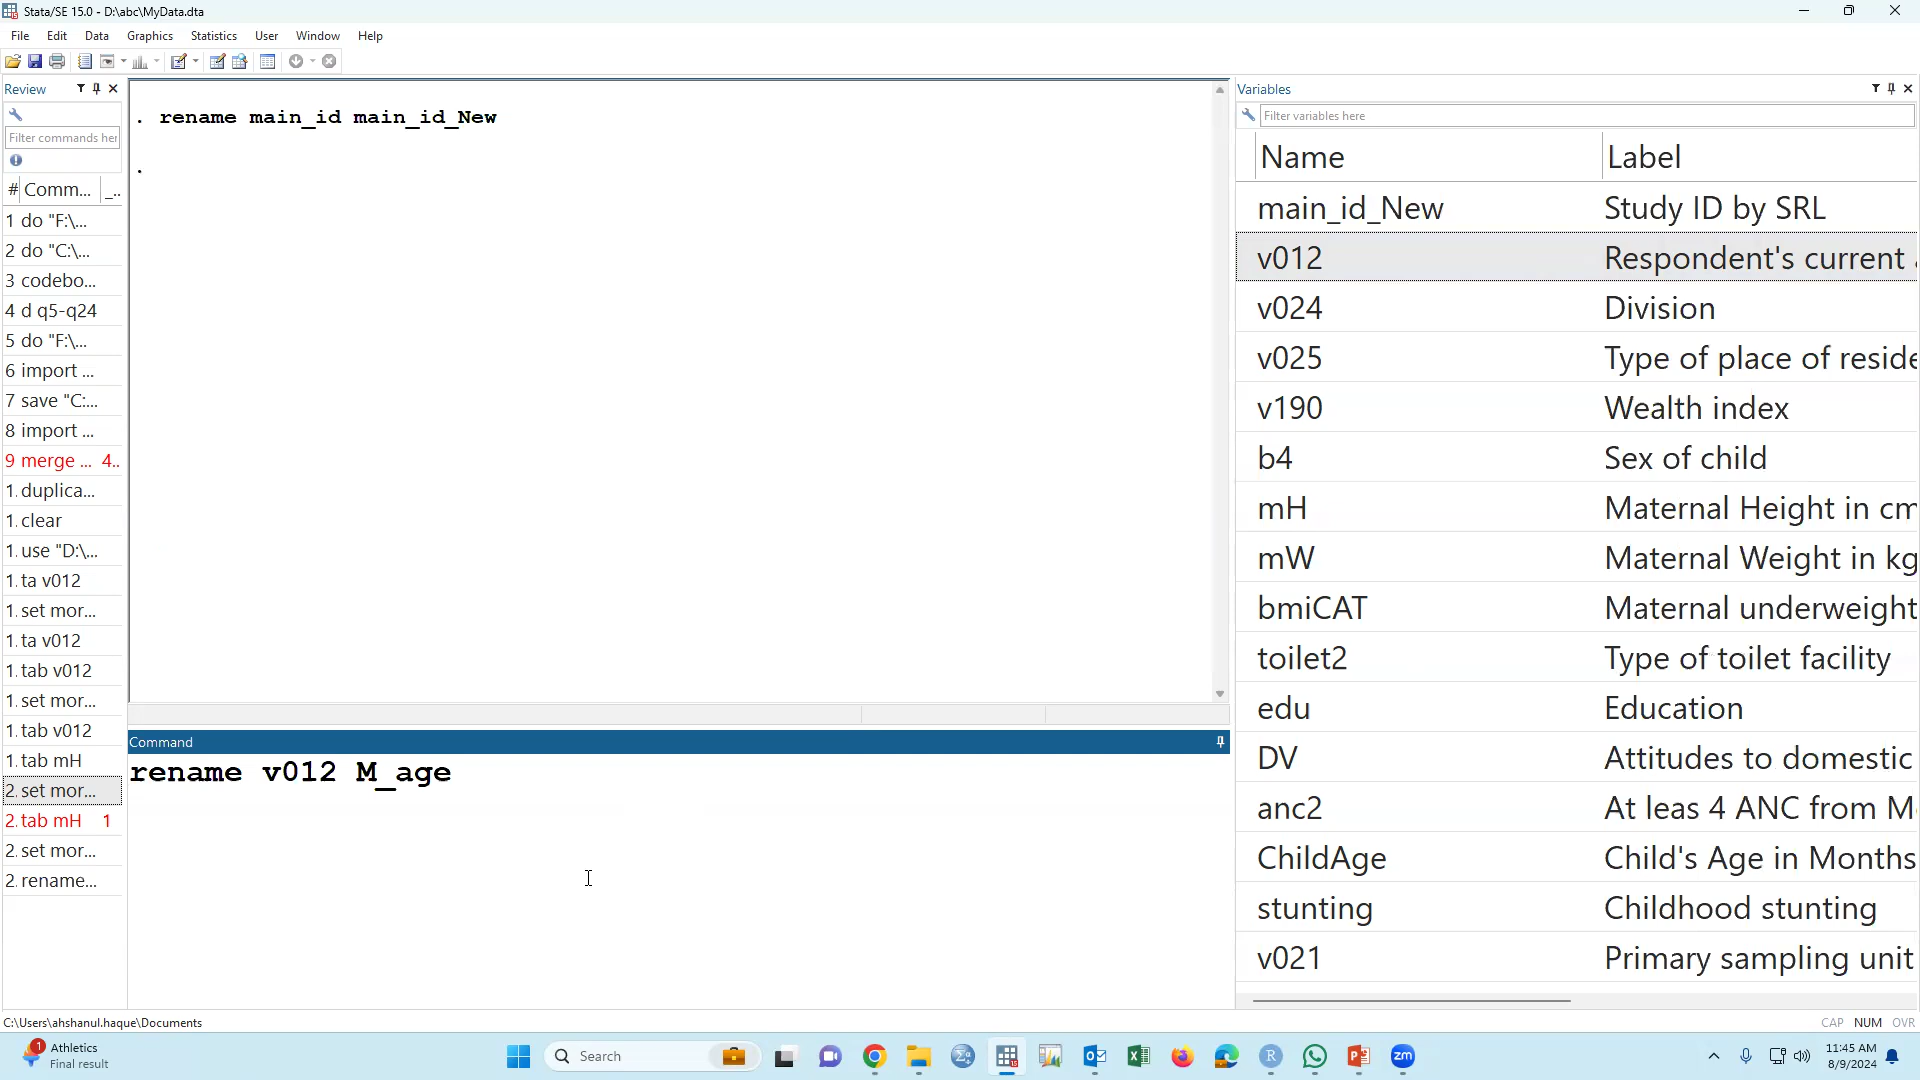 Stata/SE 15.0 - D:\abc\MyData.dta
File Edit Data Graphics Statistics User Window Help
Review
Filter commands her
# Comm... _..
1 do "F:\...
2 do "C:\...
3 codebo...
4 d q5-q24
5 do "F:\...
6 import ...
7 save "C:...
8 import ...
9 merge ... 4..
1. duplica...
1. clear
1. use "D:\...
1. ta v012
1. set mor...
1. ta v012
1. tab v012
1. set mor...
1. tab v012
1. tab mH
2. set mor...
2. tab mH 1
2. set mor...
2. rename...
. rename main_id main_id_New
.
Command
rename v012 M_age
Variables
Filter variables here
Name Label
main_id_New Study ID by SRL
v012 Respondent's current
v024 Division
v025 Type of place of reside
v190 Wealth index
b4 Sex of child
mH Maternal Height in cm
mW Maternal Weight in kg
bmiCAT Maternal underweight
toilet2 Type of toilet facility
edu Education
DV Attitudes to domestic
anc2 At leas 4 ANC from M
ChildAge Child's Age in Months
stunting Childhood stunting
v021 Primary sampling unit
C:\Users\ahshanul.haque\Documents
CAP NUM OVR
1
Athletics
Final result
Search
R
zm
11:45 AM
8/9/2024